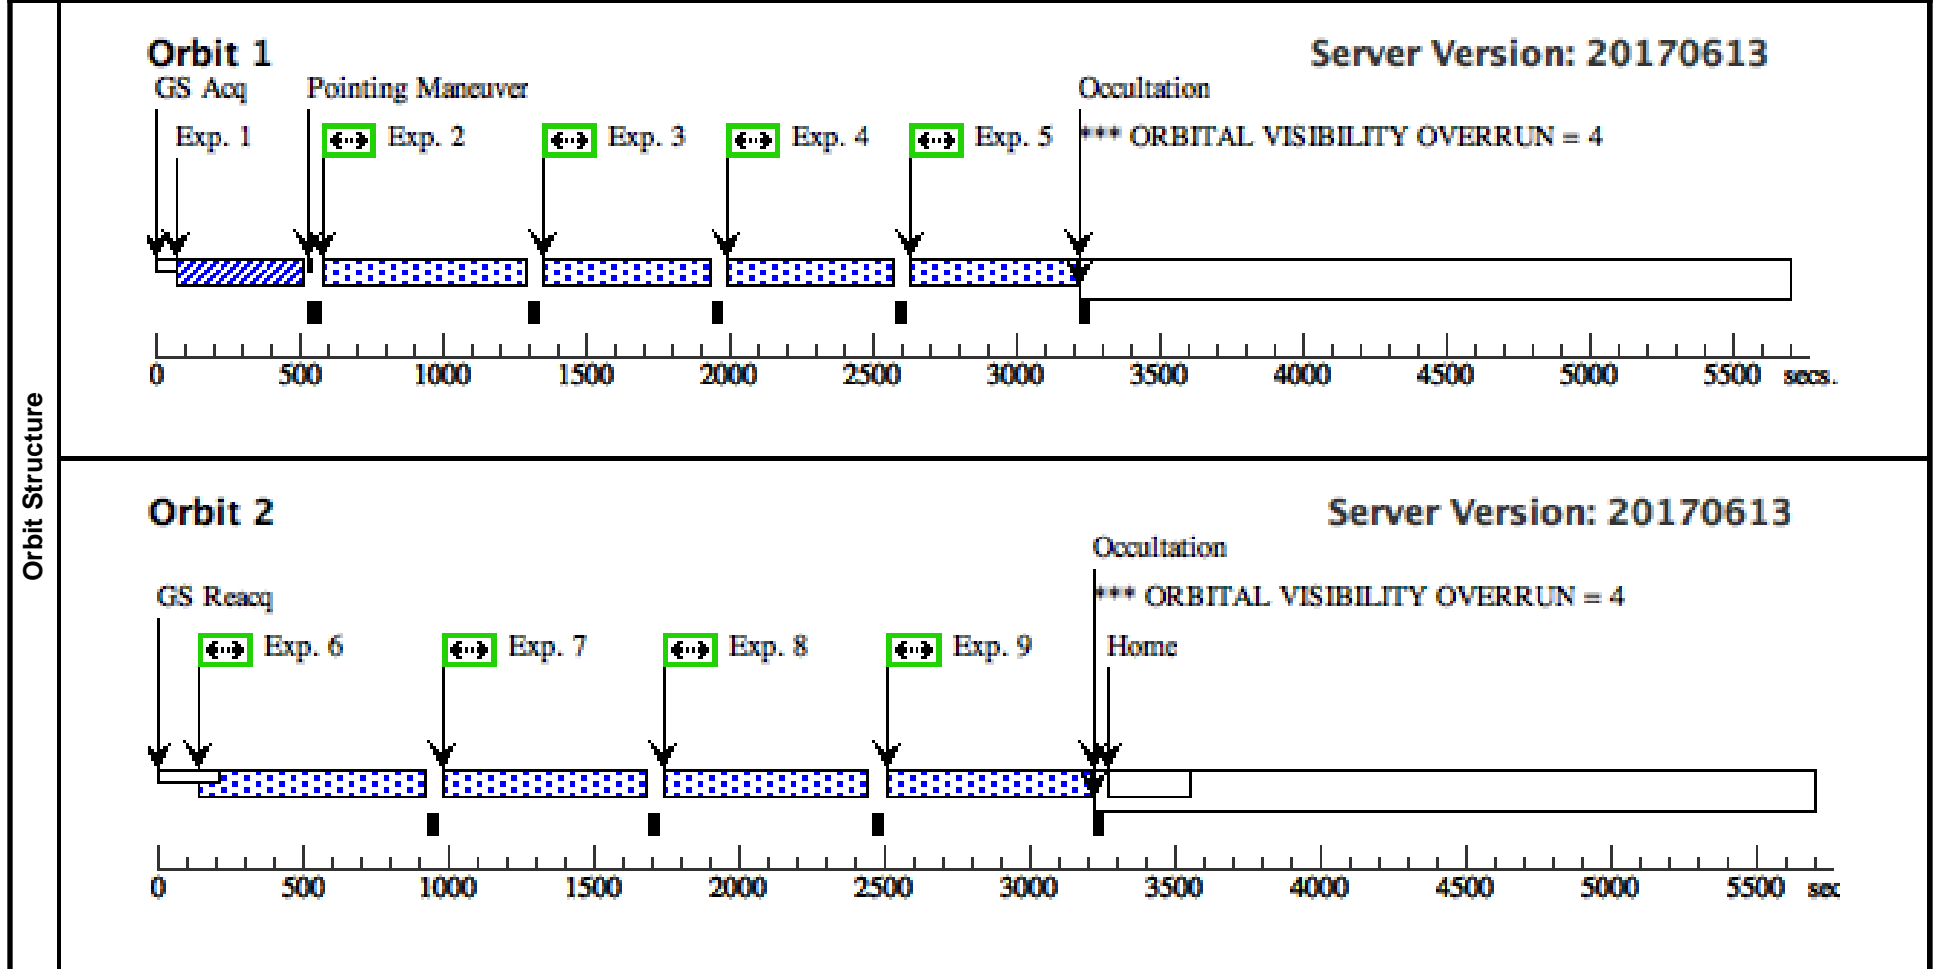 Orbit Structure
Orbit 1
Server Version: 20170613
GS Acq
Pointing Maneuver
Occultation
Exp. 1
Exp. 2
Exp. 3
Exp. 4
Exp. 5
*** ORBITAL VISIBILITY OVERRUN = 4
0 500 1000 1500 2000 2500 3000 3500 4000 4500 5000 5500 secs.
Orbit 2
Server Version: 20170613
Occultation
GS Reacq
*** ORBITAL VISIBILITY OVERRUN = 4
Exp. 6
Exp. 7
Exp. 8
Exp. 9
Home
0 500 1000 1500 2000 2500 3000 3500 4000 4500 5000 5500 sec